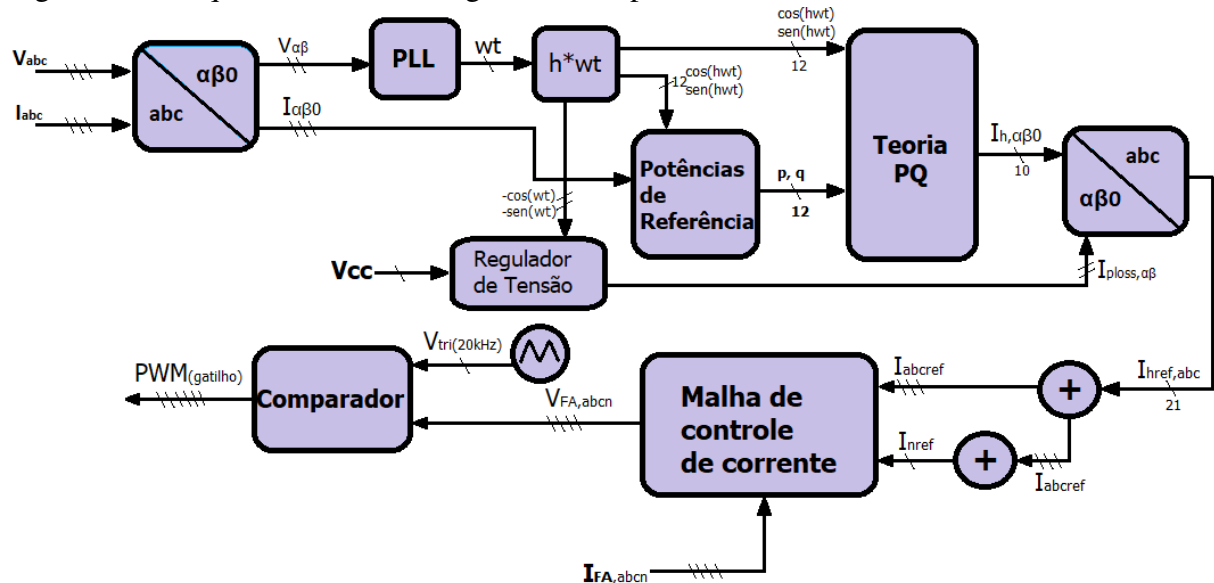 cos(hwt)
sen(hwt)
12
Vabc
Iabc
αβ0
abc
Vαβ
Iαβ0
PLL
wt
h*wt
12
cos(hwt)
sen(hwt)
Potências
de
Referência
p, q
12
Teoria
PQ
Ih,αβ0
10
abc
αβ0
-cos(wt)
-sen(wt)
Vcc
Regulador
de Tensão
Iploss,αβ
PWM(gatilho)
Comparador
Vtri(20kHz)
VFA,abcn
Malha de
controle
de corrente
Iabcref
+
Ihref,abc
21
Inref
+
Iabcref
IFA,abcn